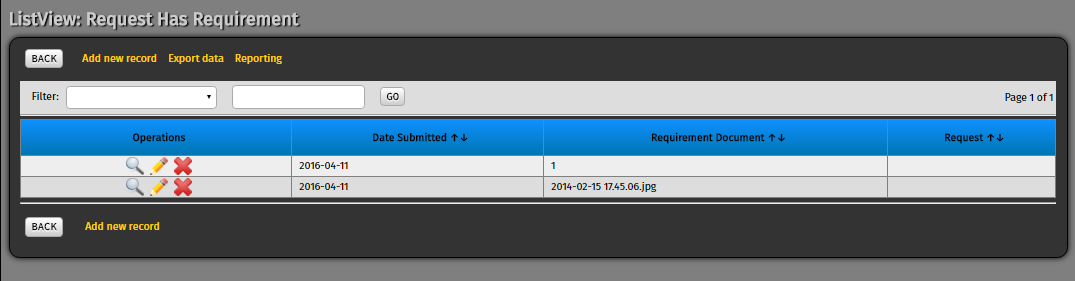 ListView: Request Has Requirement
BACK Add new record Export data Reporting
Filter: GO Page 1 of 1
Operations Date Submitted ↑↓ Requirement Document ↑↓ Request ↑↓
2016-04-11 1
2016-04-11 2014-02-15 17.45.06.jpg
BACK Add new record